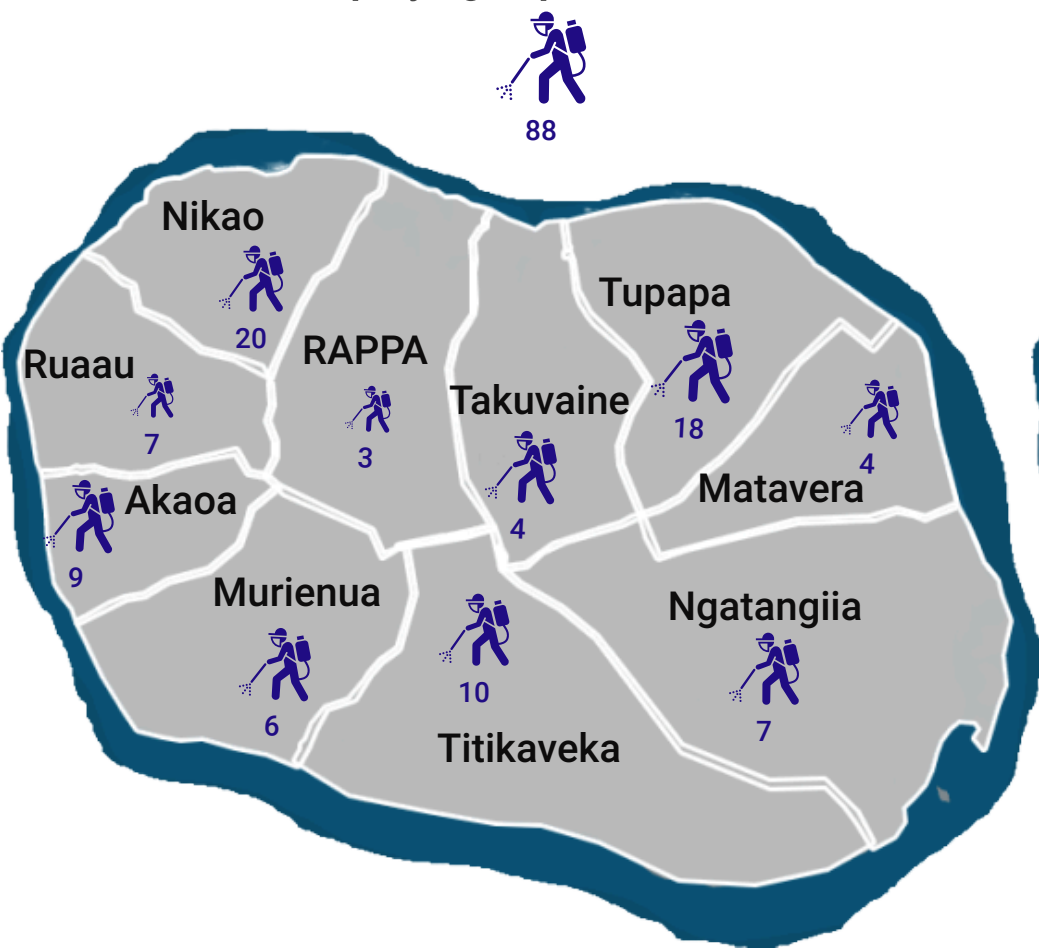 88
Nikao
20
Tupapa
18
RAPPA
3
Ruaau
7
Takuvaine
4
4
Matavera
Akaoa
9
Murienua
6
Ngatangiia
7
10
Titikaveka